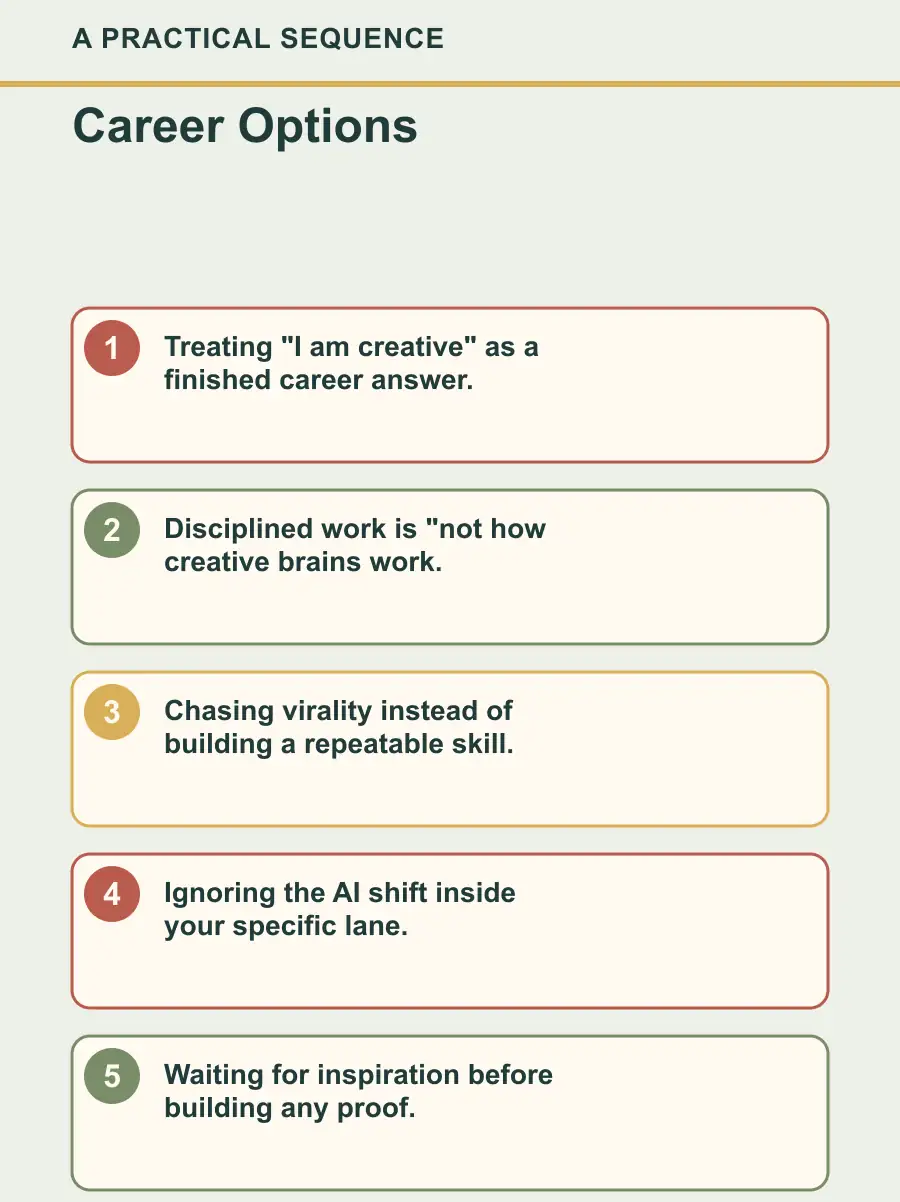 A PRACTICAL SEQUENCE
Career Options
1
Treating "I am creative" as a
finished career answer.
2
Disciplined work is "not how
creative brains work.
3
Chasing virality instead of
building a repeatable skill.
4
Ignoring the AI shift inside
your specific lane.
5
Waiting for inspiration before
building any proof.